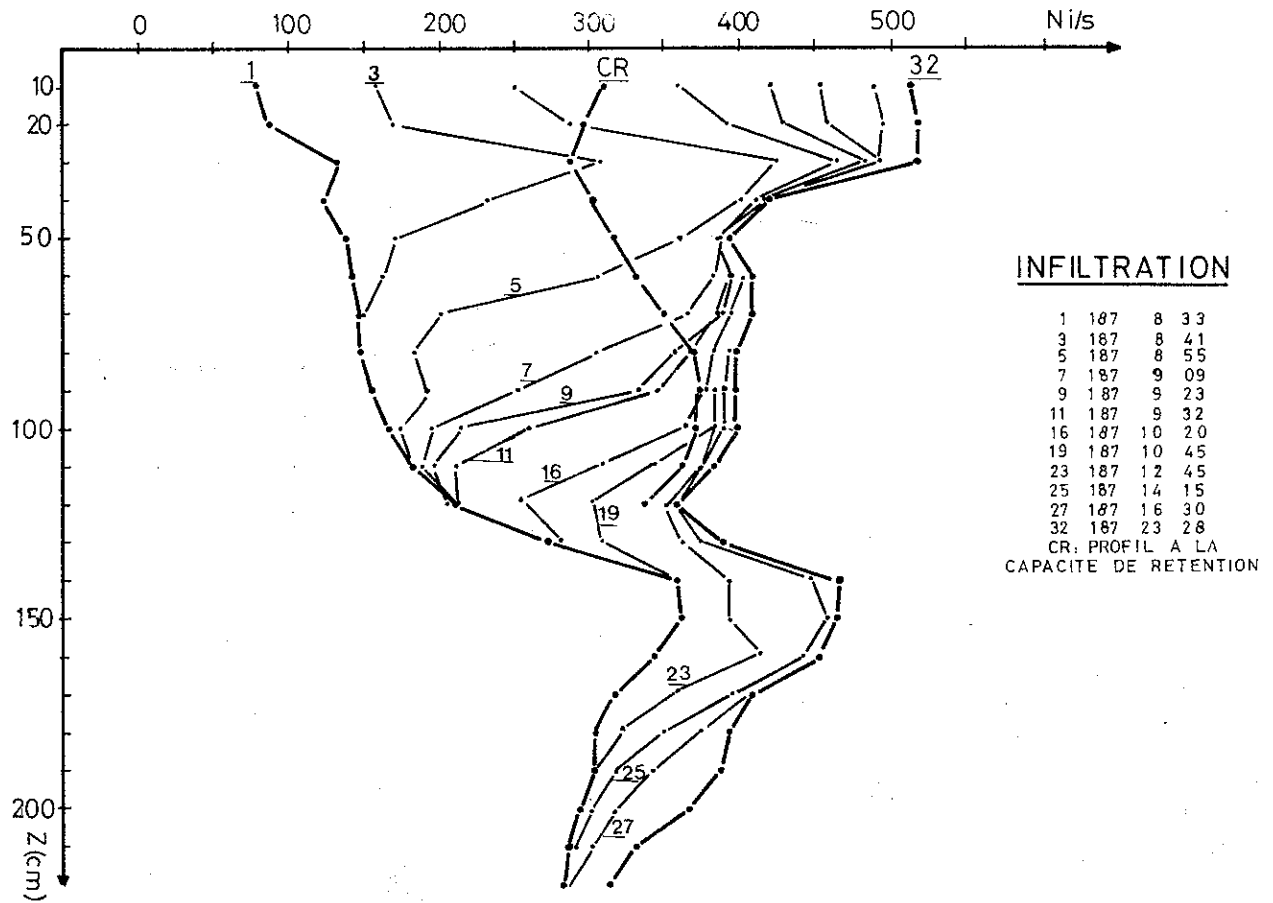 0 100 200 300 400 500 Ni/s
1 3 CR 32
10
20
50
100
150
200
Z(cm)
5
7
9
11
16
19
23
25
27
INFILTRATION
1 187 8 33
3 187 8 41
5 187 8 55
7 187 9 09
9 187 9 23
11 187 9 32
16 187 10 20
19 187 10 45
23 187 12 45
25 187 14 15
27 187 16 30
32 187 23 28
CR: PROFIL A LA
CAPACITE DE RETENTION